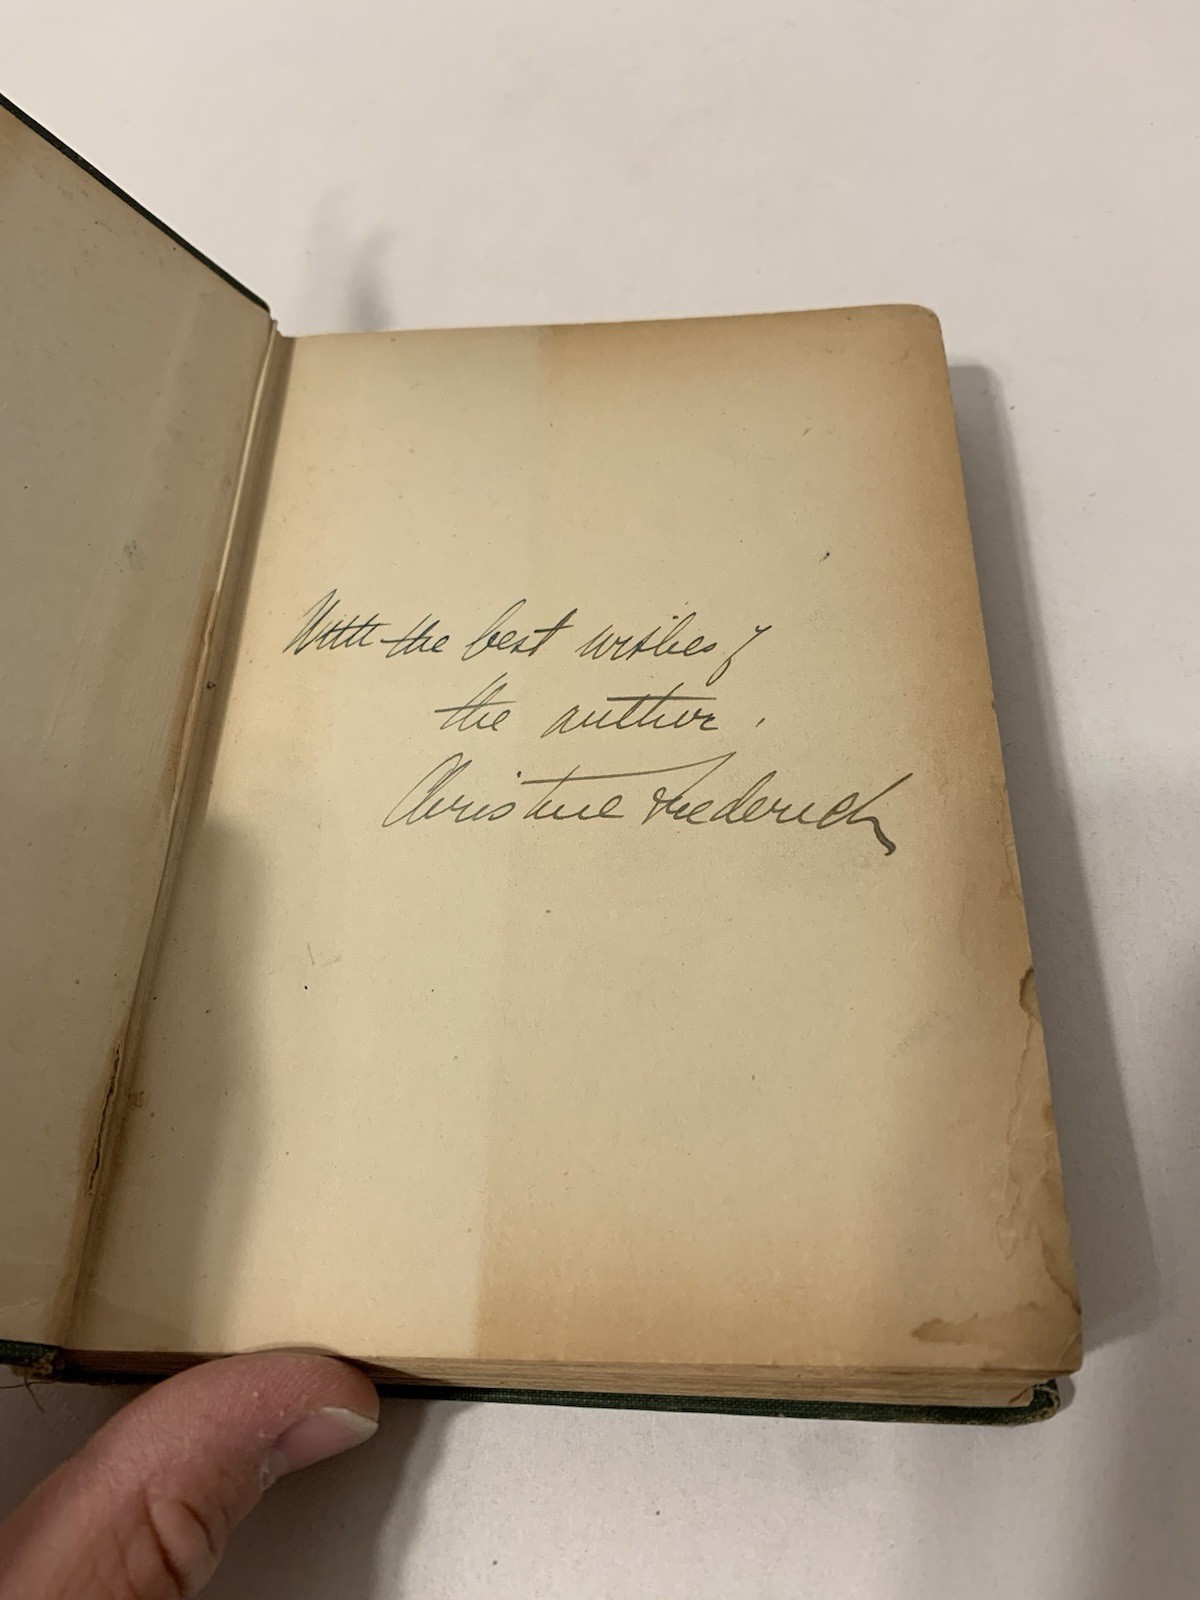 With the best wishes of
the author.
Christine Frederick